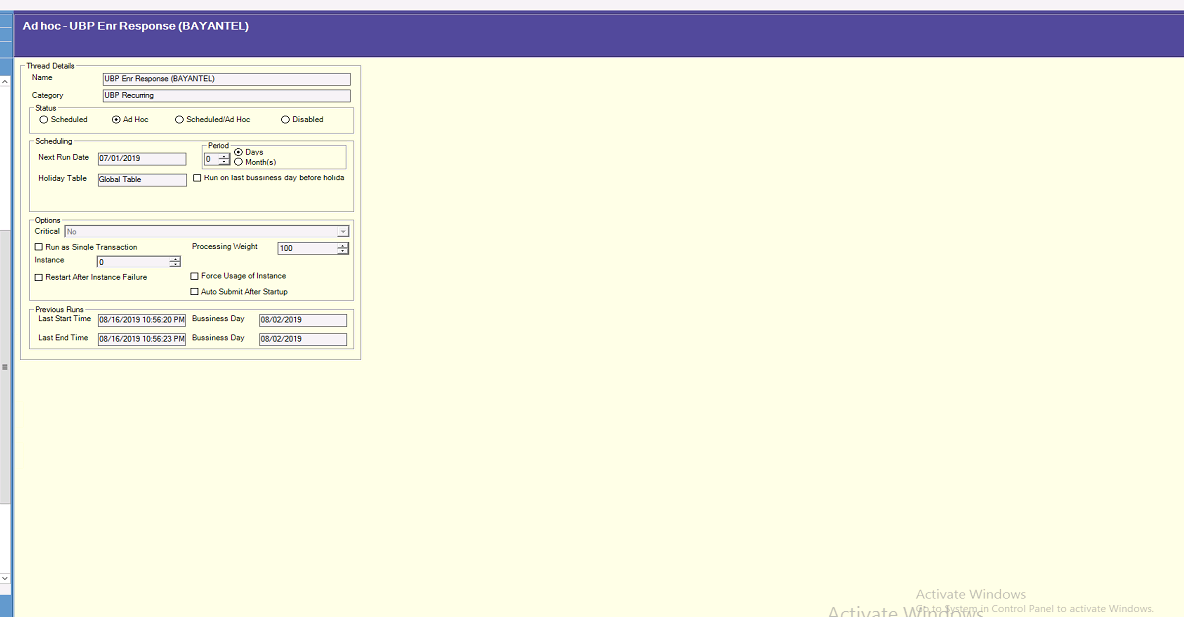 Ad hoc - UBP Enr Response (BAYANTEL)
Thread Details
Name UBP Enr Response (BAYANTEL)
Category UBP Recurring
Status
Scheduled Ad Hoc Scheduled/Ad Hoc Disabled
Scheduling
Period
Next Run Date 07/01/2019 0 Days
Month(s)
Holiday Table Global Table Run on last bussiness day before holida
Options
Critical No
Run as Single Transaction Processing Weight 100
Instance 0
Restart After Instance Failure Force Usage of Instance
Auto Submit After Startup
Previous Runs
Last Start Time 08/16/2019 10:56:20 PM Bussiness Day 08/02/2019
Last End Time 08/16/2019 10:56:23 PM Bussiness Day 08/02/2019
Activate Windows
Go to System in Control Panel to activate Windows.
Activate Windows